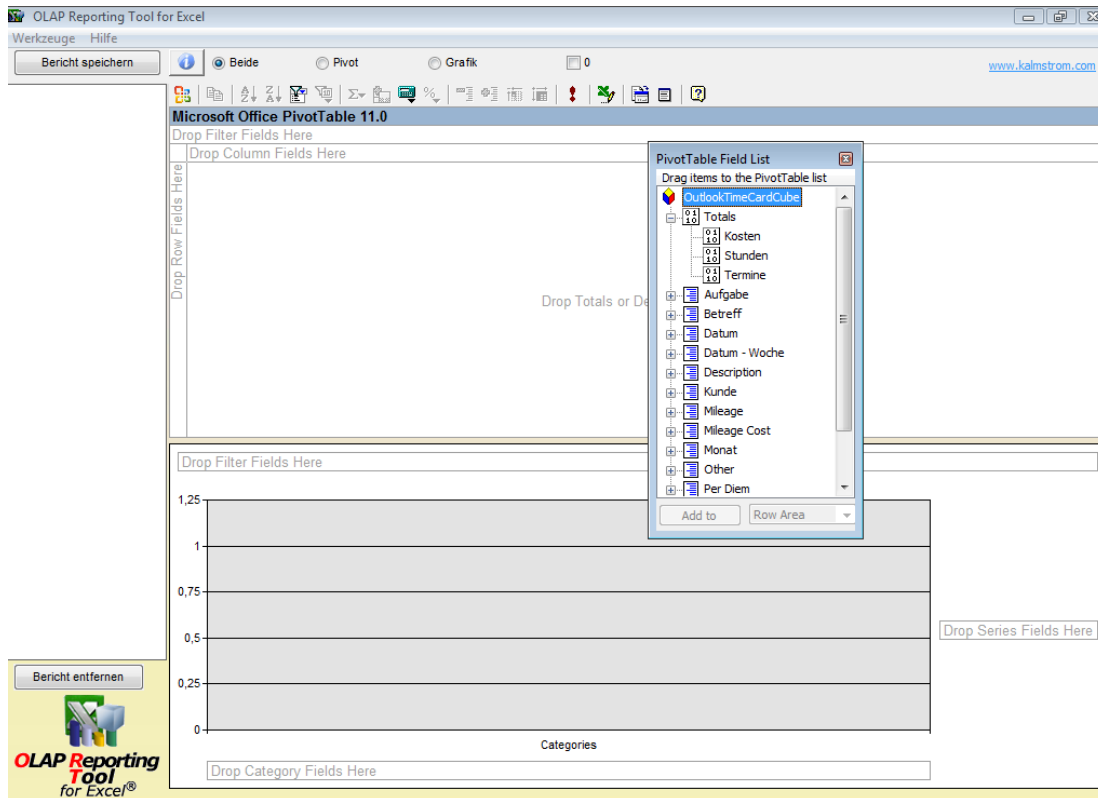 OLAP Reporting Tool for Excel
Werkzeuge Hilfe
Bericht speichern
Beide Pivot Grafik 0
www.kalmstrom.com
Microsoft Office PivotTable 11.0
Drop Filter Fields Here
Drop Column Fields Here
Drop Row Fields Here
Drop Totals or De
PivotTable Field List
Drag items to the PivotTable list
OutlookTimeCardCube
Totals
Kosten
Stunden
Termine
Aufgabe
Betreff
Datum
Datum - Woche
Description
Kunde
Mileage
Mileage Cost
Monat
Other
Per Diem
Add to Row Area
Drop Filter Fields Here
1,25
1
0,75
0,5
0,25
0
Categories
Drop Series Fields Here
Drop Category Fields Here
Bericht entfernen
OLAP Reporting
Tool
for Excel®